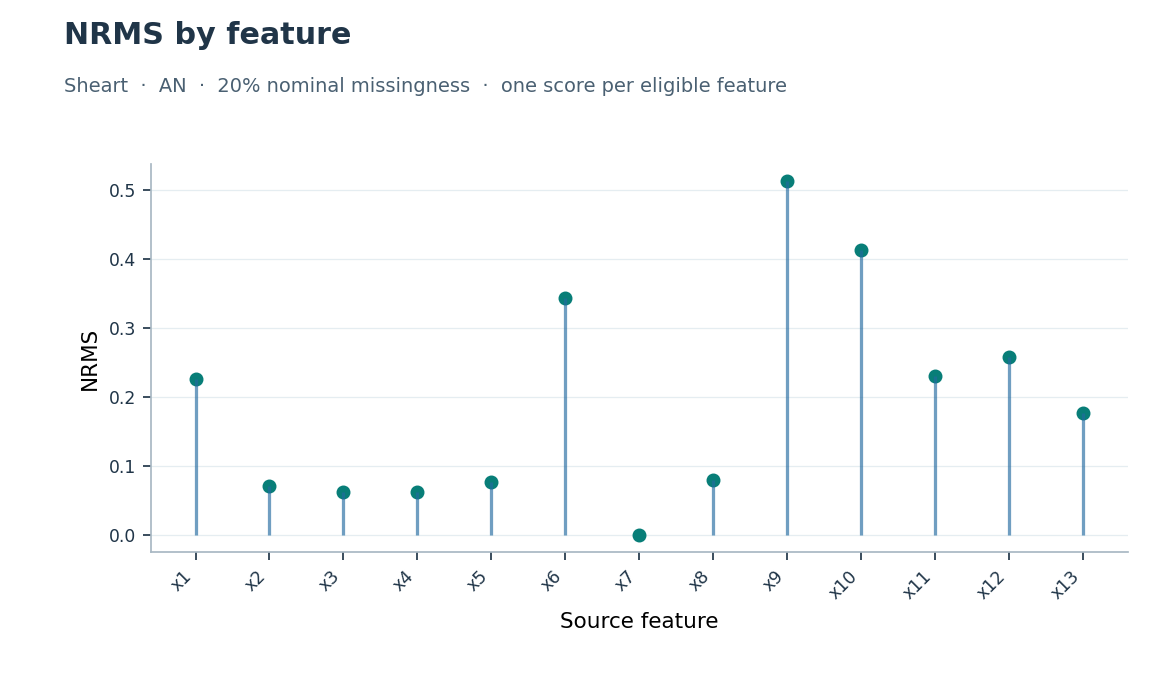 NRMS by feature
Sheart · AN · 20% nominal missingness · one score per eligible feature
NRMS
0.5
0.4
0.3
0.2
0.1
0.0
x1 x2 x3 x4 x5 x6 x7 x8 x9 x10 x11 x12 x13
Source feature